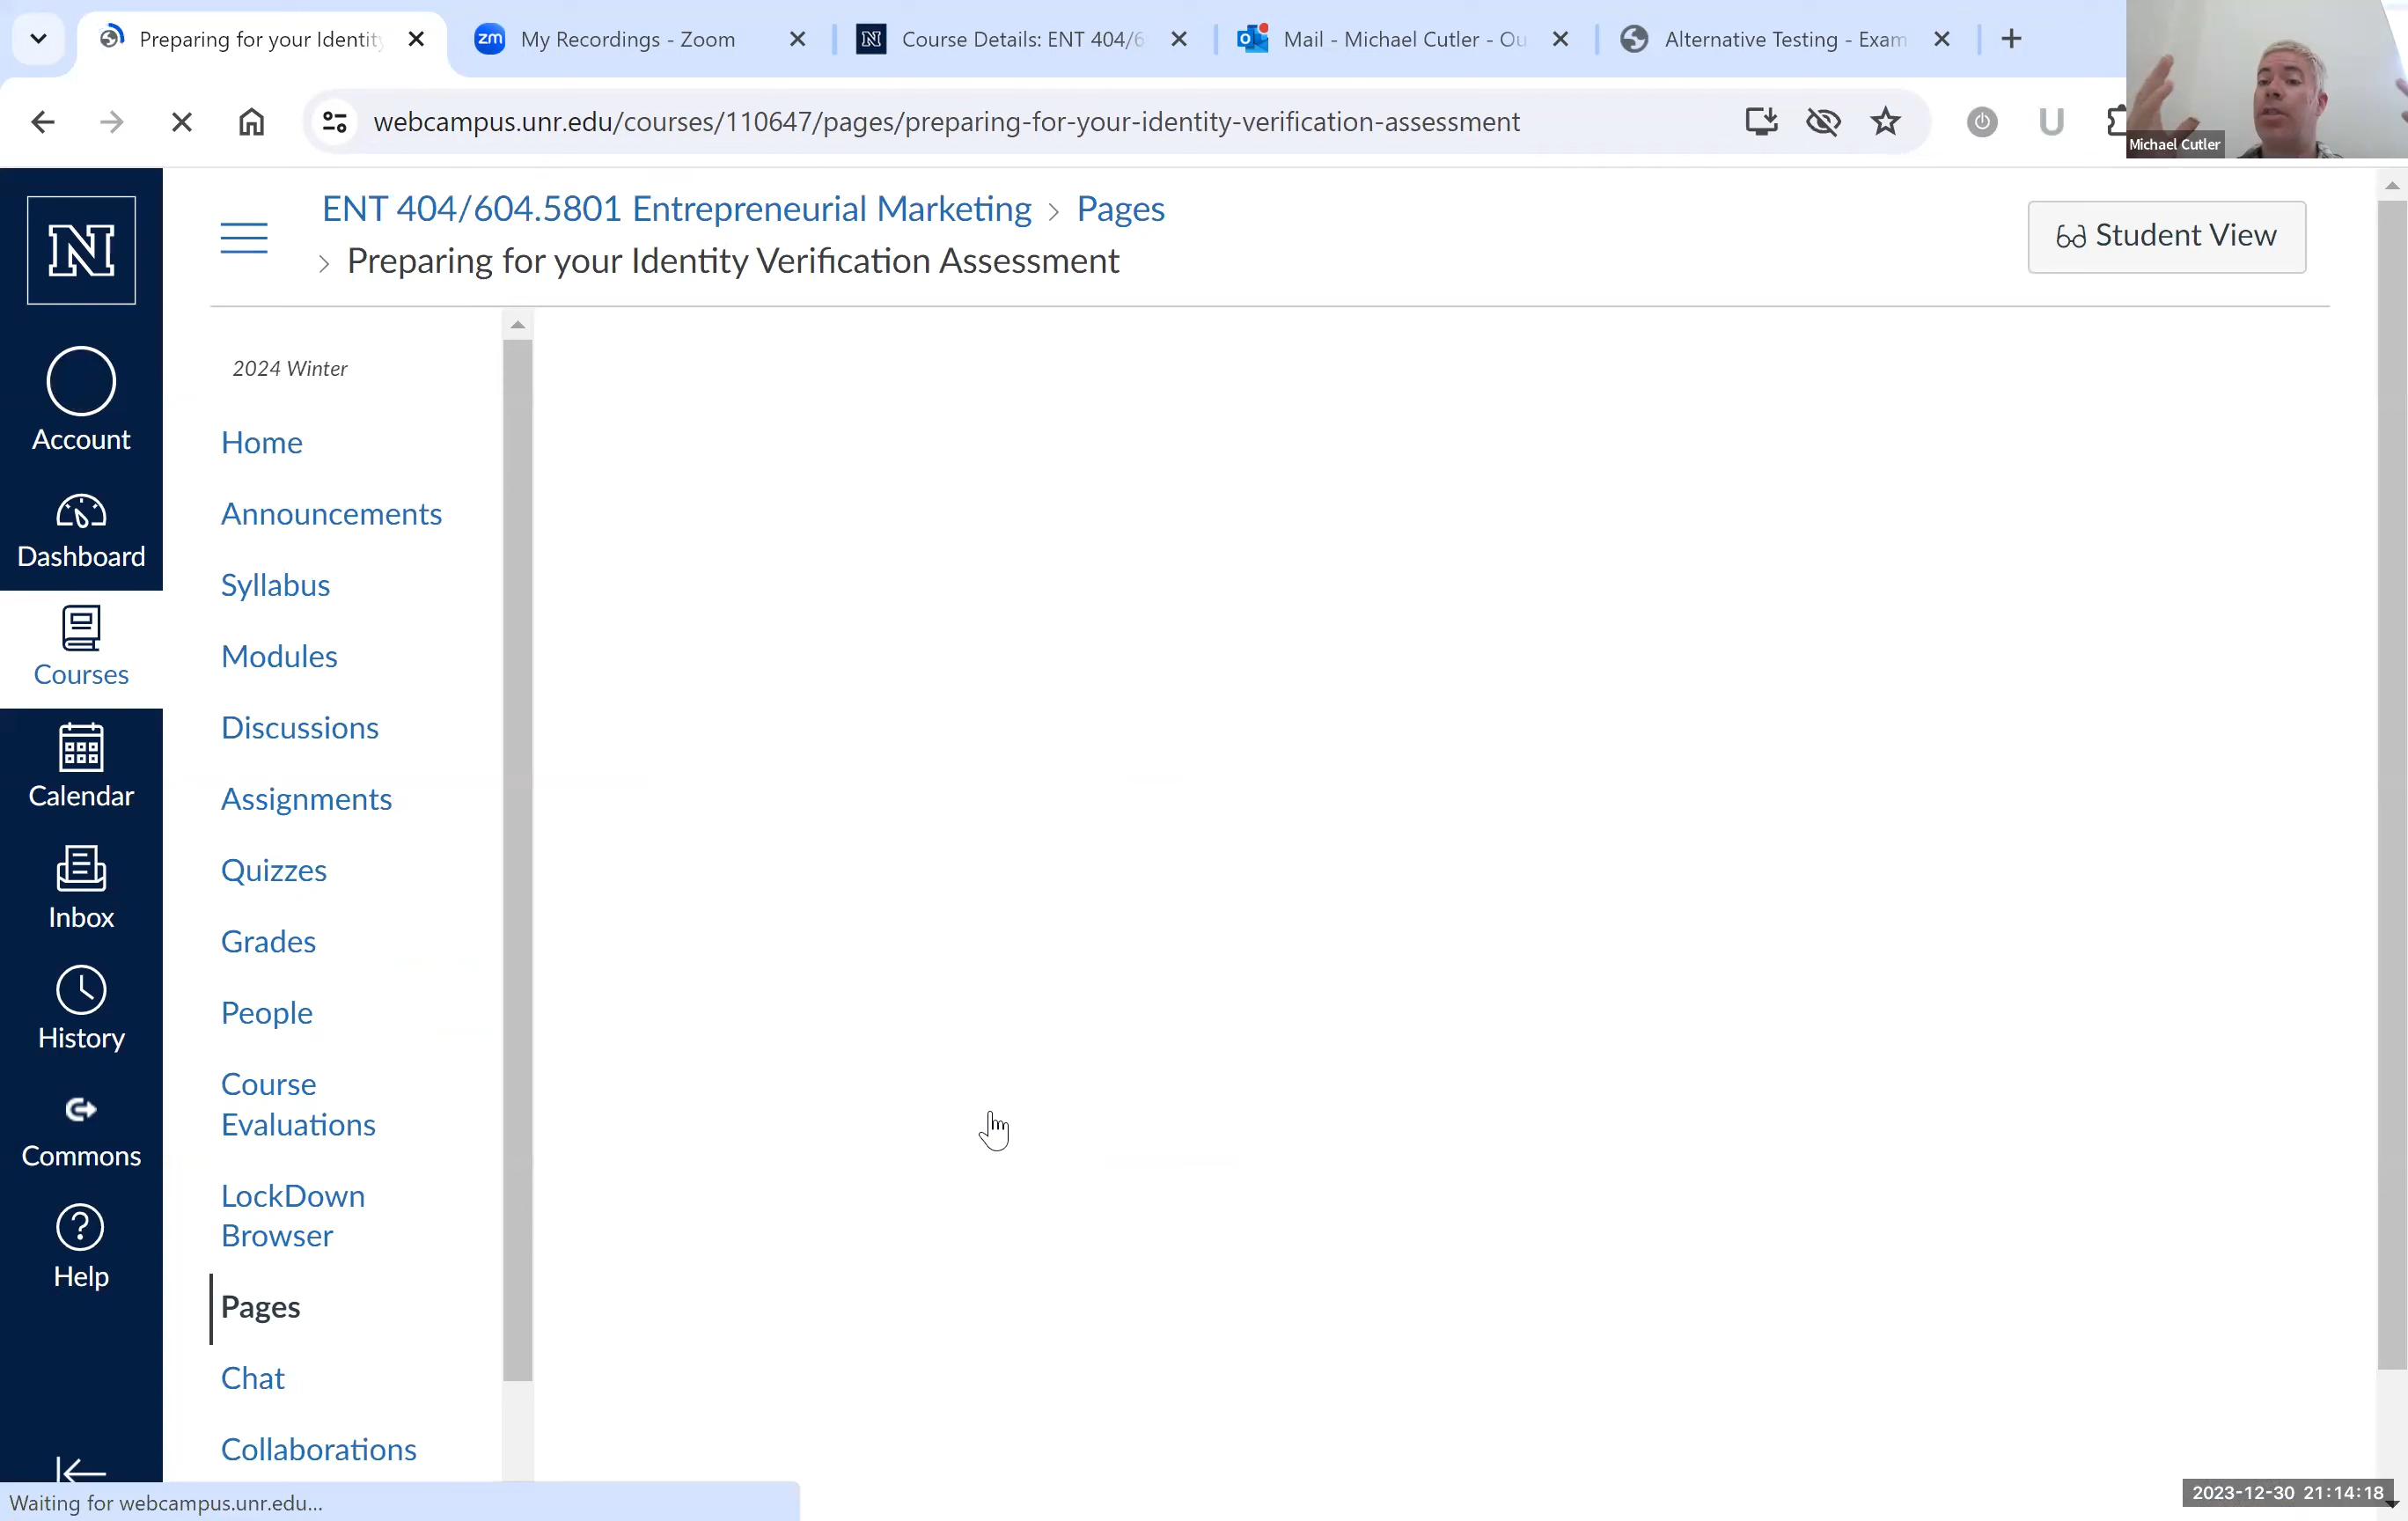 Preparing for your Identity
zm My Recordings - Zoom
N Course Details: ENT 404/6
Mail - Michael Cutler - Ou
Alternative Testing - Exam
webcampus.unr.edu/courses/110647/pages/preparing-for-your-identity-verification-assessment
U
Michael Cutler
N
ENT 404/604.5801 Entrepreneurial Marketing > Pages
> Preparing for your Identity Verification Assessment
Student View
Account
Dashboard
Courses
Calendar
Inbox
History
Commons
Help
2024 Winter
Home
Announcements
Syllabus
Modules
Discussions
Assignments
Quizzes
Grades
People
Course
Evaluations
LockDown
Browser
Pages
Chat
Collaborations
Waiting for webcampus.unr.edu...
2023-12-30 21:14:18